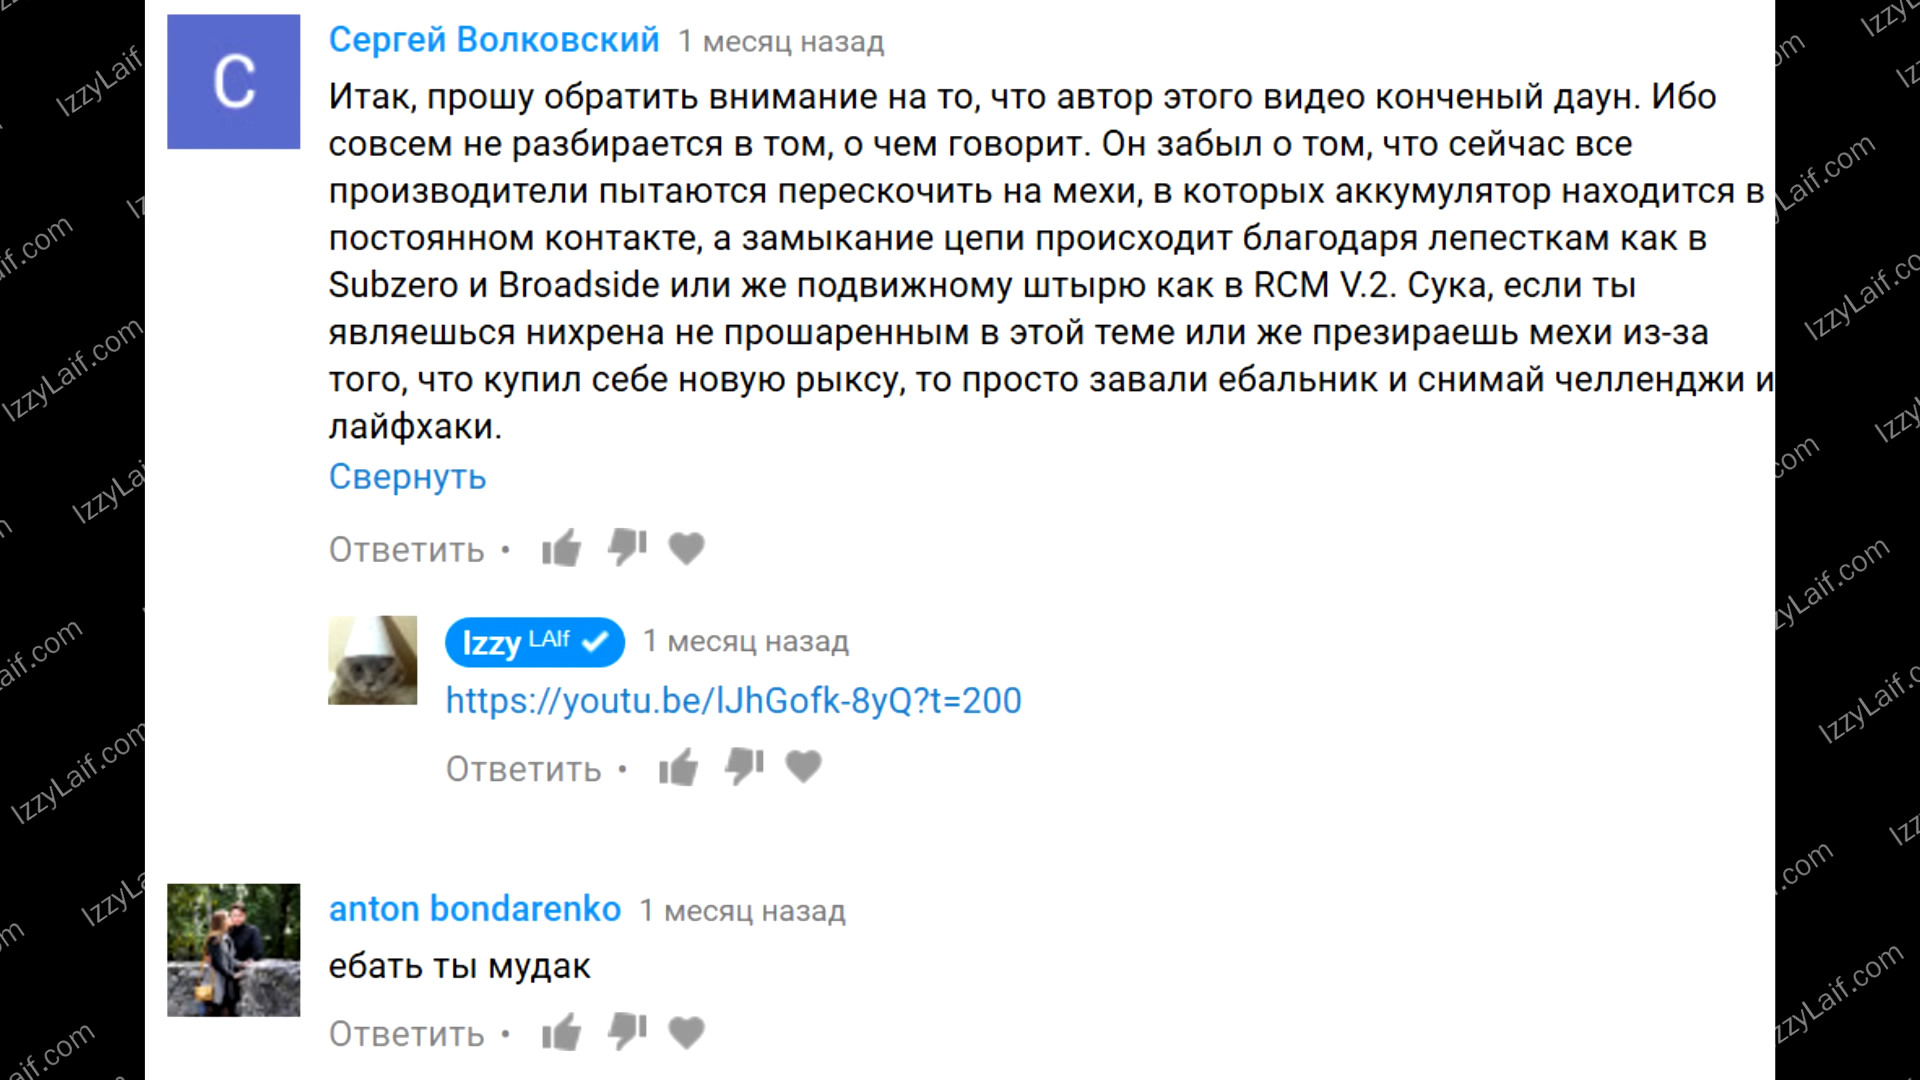 С
Сергей Волковский 1 месяц назад
Итак, прошу обратить внимание на то, что автор этого видео конченый даун. Ибо
совсем не разбирается в том, о чем говорит. Он забыл о том, что сейчас все
производители пытаются перескочить на мехи, в которых аккумулятор находится в
постоянном контакте, а замыкание цепи происходит благодаря лепесткам как в
Subzero и Broadside или же подвижному штырю как в RCM V.2. Сука, если ты
являешься нихрена не прошаренным в этой теме или же презираешь мехи из-за
того, что купил себе новую рыксу, то просто завали ебальник и снимай челленджи и
лайфхаки.
Свернуть
Ответить •
Izzy LAIf 1 месяц назад
https://youtu.be/lJhGofk-8yQ?t=200
Ответить •
anton bondarenko 1 месяц назад
ебать ты мудак
Ответить •
IzzyLaif.com